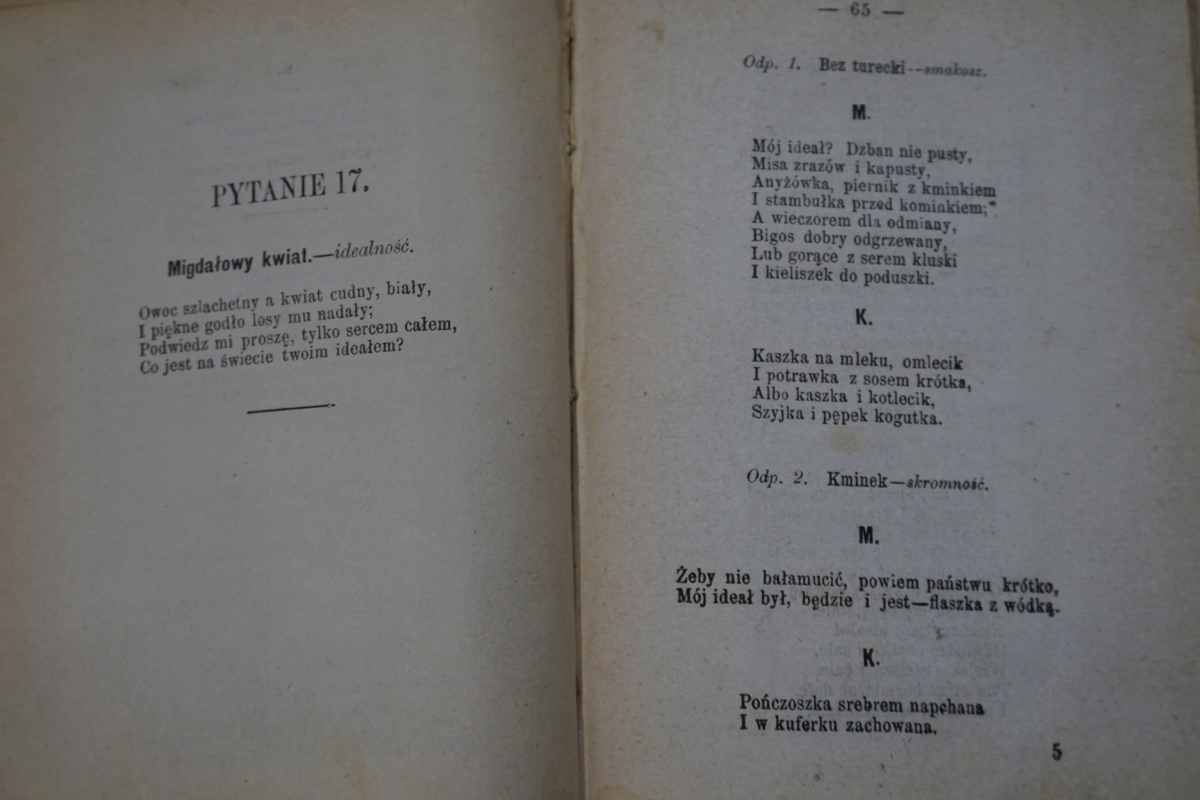 PYTANIE 17.
Migdałowy kwiat.—idealność.
Owoc szlachetny a kwiat cudny, biały,
I piękne godło losy mu nadały;
Podwiedz mi proszę, tylko sercem całem,
Co jest na świecie twoim ideałem?
— 65 —
Odp. 1. Bez turecki--smakosz.
M.
Mój ideał? Dzban nie pusty,
Misa zrazów i kapusty,
Anyżówka, piernik z kminkiem
I stambułka przed kominkiem;*
A wieczorem dla odmiany,
Bigos dobry odgrzewany,
Lub gorące z serem kluski
I kieliszek do poduszki.
K.
Kaszka na mleku, omlecik
I potrawka z sosem krótka,
Albo kaszka i kotlecik,
Szyjka i pępek kogutka.
Odp. 2. Kminek—skromność.
M.
Żeby nie bałamucić, powiem państwu krótko,
Mój ideał był, będzie i jest—flaszka z wódką.
K.
Pończoszka srebrem napchana
I w kuferku zachowana.
5